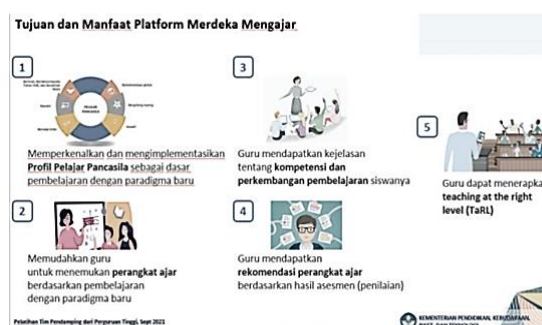 Tujuan dan Manfaat Platform Merdeka Mengajar
1
Memperkenalkan dan mengimplementasikan
Profil Pelajar Pancasila sebagai dasar
pembelajaran dengan paradigma baru
2
Memudahkan guru
untuk menemukan perangkat ajar
berdasarkan pembelajaran
dengan paradigma baru
3
Guru mendapatkan kejelasan
tentang kompetensi dan
perkembangan pembelajaran siswanya
4
Guru mendapatkan
rekomendasi perangkat ajar
berdasarkan hasil asesmen (penilaian)
5
Guru dapat menerapka
teaching at the right
level (TaRL)
Pelatihan Tim Pendamping dari Perguruan Tinggi, Sept 2021
KEMENTERIAN PENDIDIKAN, KEBUDAYAAN,